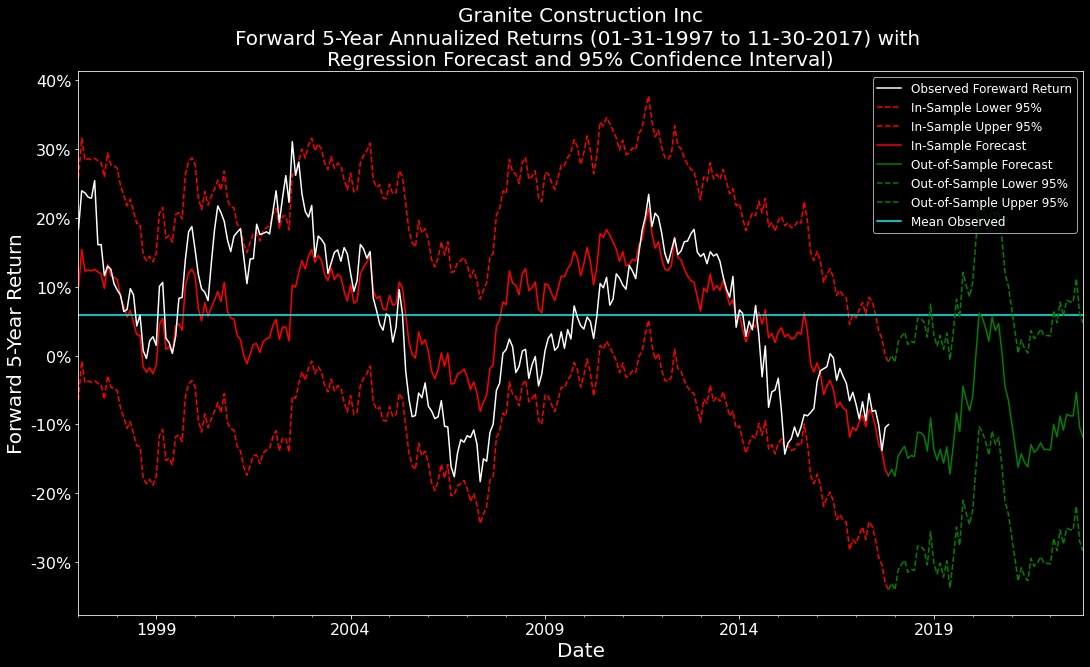 Granite Construction Inc
Forward 5-Year Annualized Returns (01-31-1997 to 11-30-2017) with
Regression Forecast and 95% Confidence Interval)
Forward 5-Year Return
40%
30%
20%
10%
0%
-10%
-20%
-30%
Observed Foreward Return
In-Sample Lower 95%
In-Sample Upper 95%
In-Sample Forecast
Out-of-Sample Forecast
Out-of-Sample Lower 95%
Out-of-Sample Upper 95%
Mean Observed
1999 2004 2009 2014 2019
Date